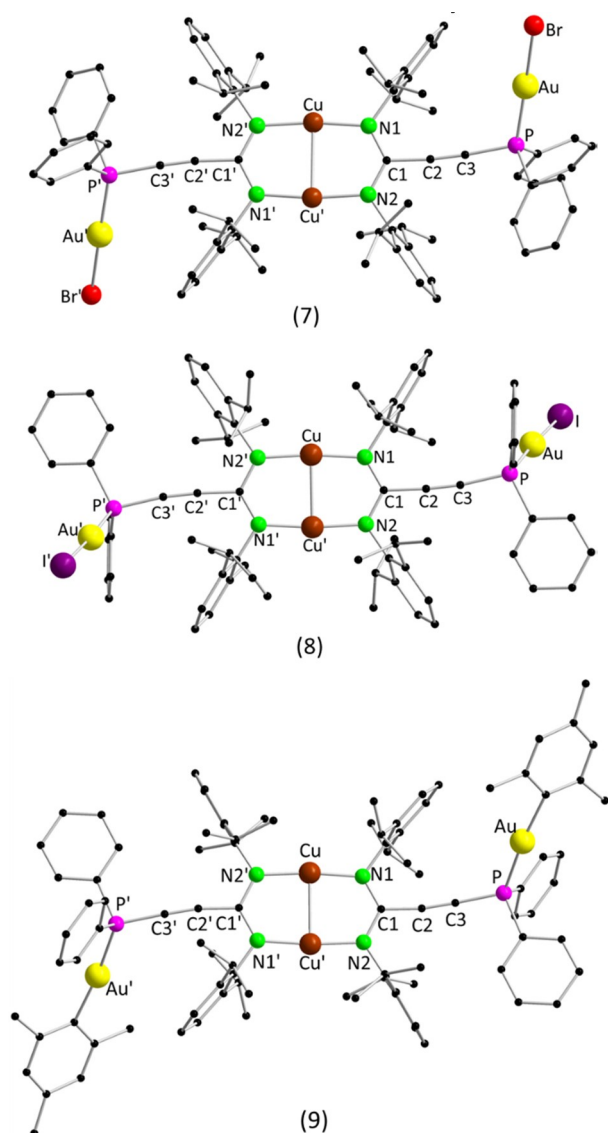 Br
N2' Cu N1 Au
P' C3' C2' C1' C1 C2 C3 P
N1' Cu' N2
Au'
Br'
(7)
I
N2' Cu N1 Au
P' C3' C2' C1' C1 C2 C3 P
Au' N1' Cu' N2
I'
(8)
Au
N2' Cu N1 P
P' C3' C2' C1' C1 C2 C3
N1' Cu' N2
Au'
(9)